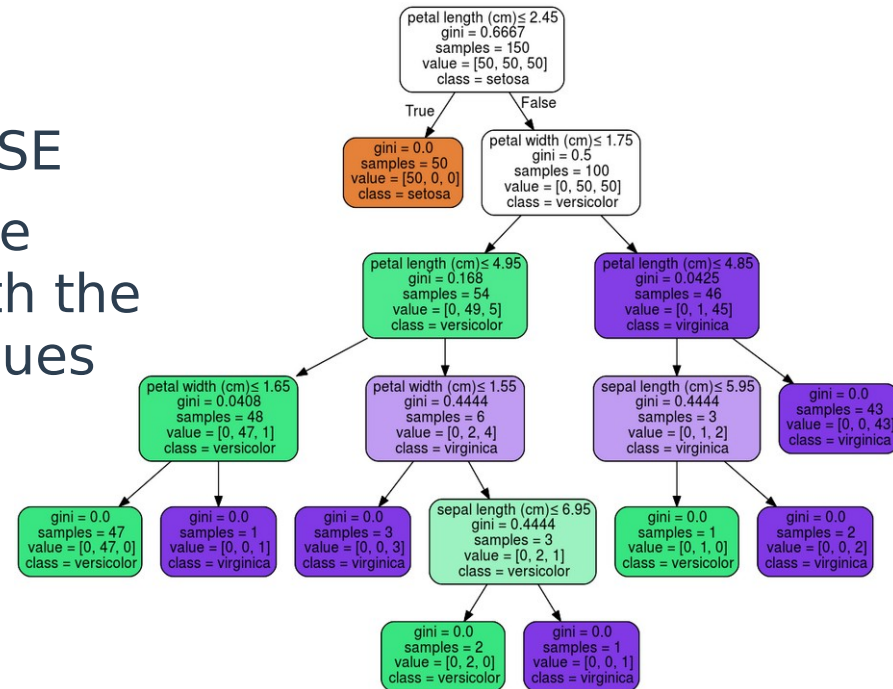 SE
e
th the
ues
petal length (cm)≤ 2.45
gini = 0.6667
samples = 150
value = [50, 50, 50]
class = setosa
True
False
gini = 0.0
samples = 50
value = [50, 0, 0]
class = setosa
petal width (cm)≤ 1.75
gini = 0.5
samples = 100
value = [0, 50, 50]
class = versicolor
petal length (cm)≤ 4.95
gini = 0.168
samples = 54
value = [0, 49, 5]
class = versicolor
petal length (cm)≤ 4.85
gini = 0.0425
samples = 46
value = [0, 1, 45]
class = virginica
petal width (cm)≤ 1.65
gini = 0.0408
samples = 48
value = [0, 47, 1]
class = versicolor
petal width (cm)≤ 1.55
gini = 0.4444
samples = 6
value = [0, 2, 4]
class = virginica
sepal length (cm)≤ 5.95
gini = 0.4444
samples = 3
value = [0, 1, 2]
class = virginica
gini = 0.0
samples = 43
value = [0, 0, 43]
class = virginica
gini = 0.0
samples = 47
value = [0, 47, 0]
class = versicolor
gini = 0.0
samples = 1
value = [0, 0, 1]
class = virginica
gini = 0.0
samples = 3
value = [0, 0, 3]
class = virginica
sepal length (cm)≤ 6.95
gini = 0.4444
samples = 3
value = [0, 2, 1]
class = versicolor
gini = 0.0
samples = 1
value = [0, 1, 0]
class = versicolor
gini = 0.0
samples = 2
value = [0, 0, 2]
class = virginica
gini = 0.0
samples = 2
value = [0, 2, 0]
class = versicolor
gini = 0.0
samples = 1
value = [0, 0, 1]
class = virginica